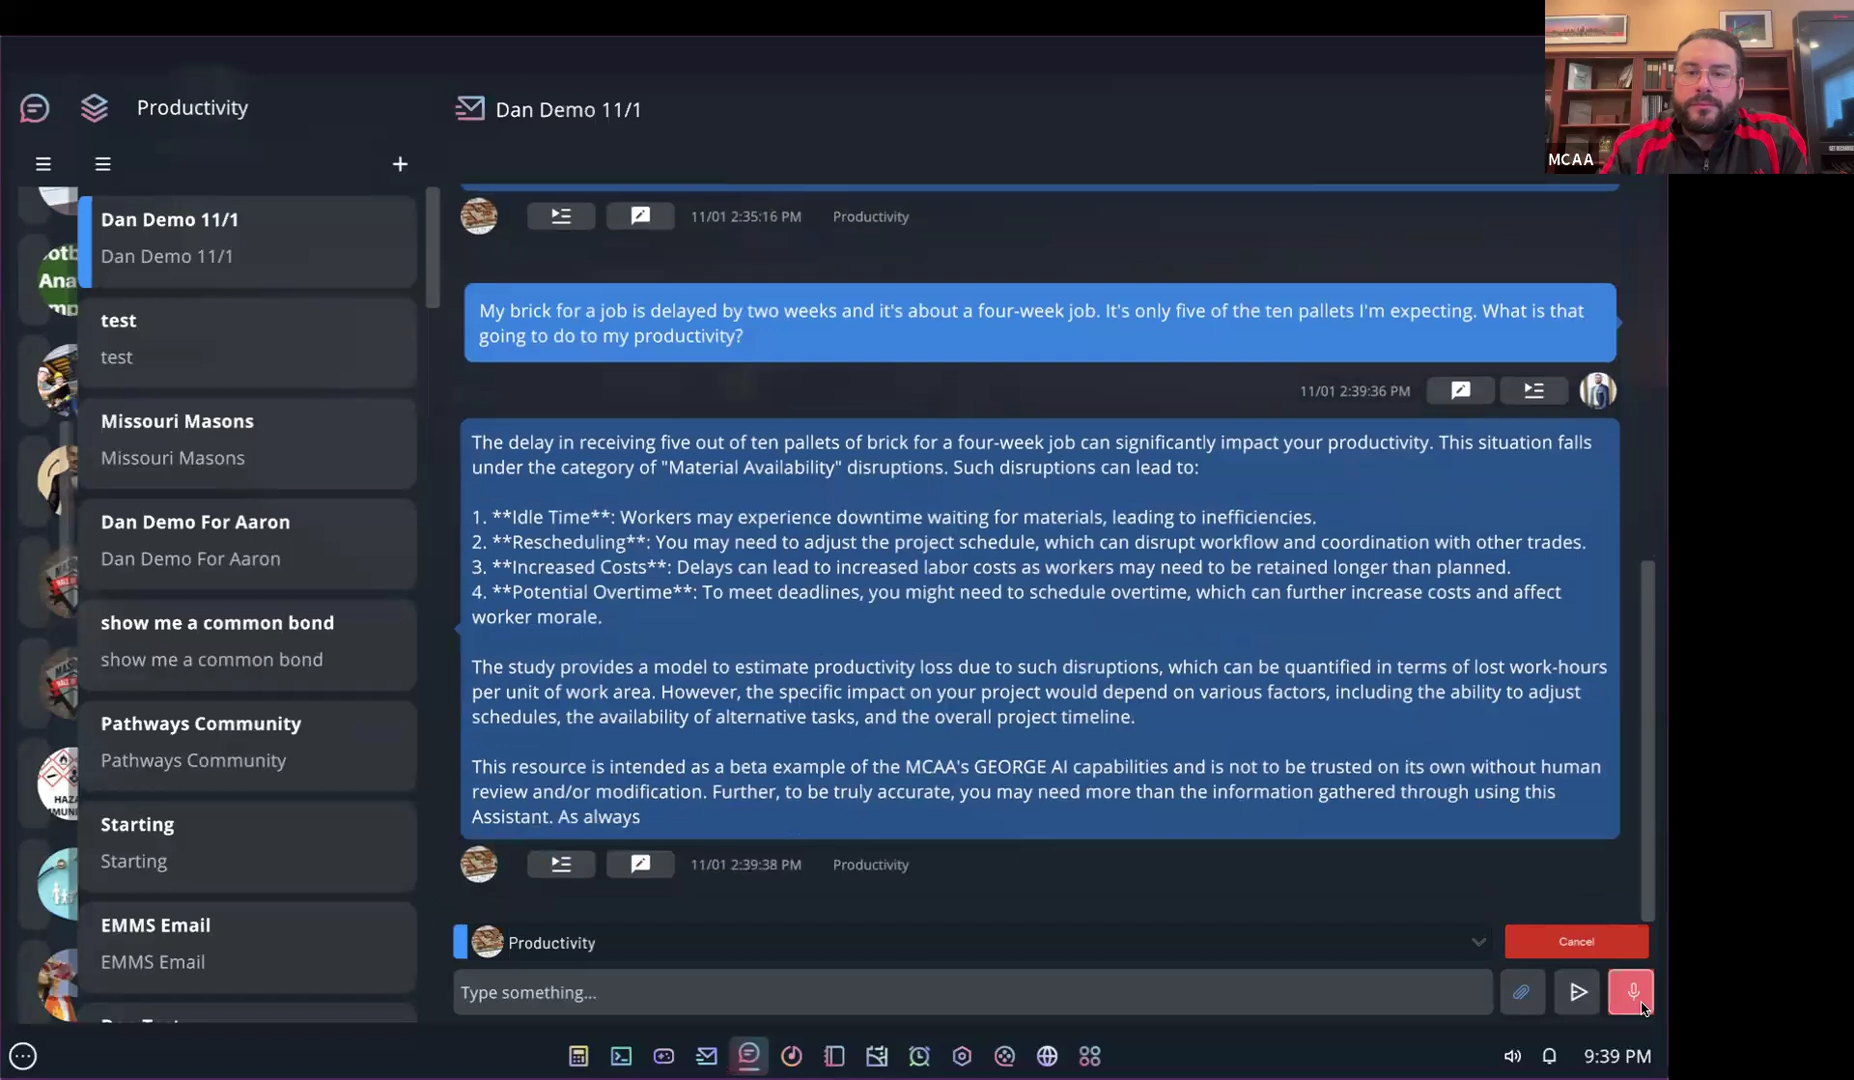 Productivity
Dan Demo 11/1
MCAA
Dan Demo 11/1
Dan Demo 11/1
test
test
Missouri Masons
Missouri Masons
Dan Demo For Aaron
Dan Demo For Aaron
show me a common bond
show me a common bond
Pathways Community
Pathways Community
Starting
Starting
EMMS Email
EMMS Email
11/01 2:35:16 PM Productivity
My brick for a job is delayed by two weeks and it's about a four-week job. It's only five of the ten pallets I'm expecting. What is that
going to do to my productivity?
11/01 2:39:36 PM
The delay in receiving five out of ten pallets of brick for a four-week job can significantly impact your productivity. This situation falls
under the category of "Material Availability" disruptions. Such disruptions can lead to:
1. **Idle Time**: Workers may experience downtime waiting for materials, leading to inefficiencies.
2. **Rescheduling**: You may need to adjust the project schedule, which can disrupt workflow and coordination with other trades.
3. **Increased Costs**: Delays can lead to increased labor costs as workers may need to be retained longer than planned.
4. **Potential Overtime**: To meet deadlines, you might need to schedule overtime, which can further increase costs and affect
worker morale.
The study provides a model to estimate productivity loss due to such disruptions, which can be quantified in terms of lost work-hours
per unit of work area. However, the specific impact on your project would depend on various factors, including the ability to adjust
schedules, the availability of alternative tasks, and the overall project timeline.
This resource is intended as a beta example of the MCAA's GEORGE AI capabilities and is not to be trusted on its own without human
review and/or modification. Further, to be truly accurate, you may need more than the information gathered through using this
Assistant. As always
11/01 2:39:38 PM Productivity
Productivity
Cancel
Type something...
9:39 PM